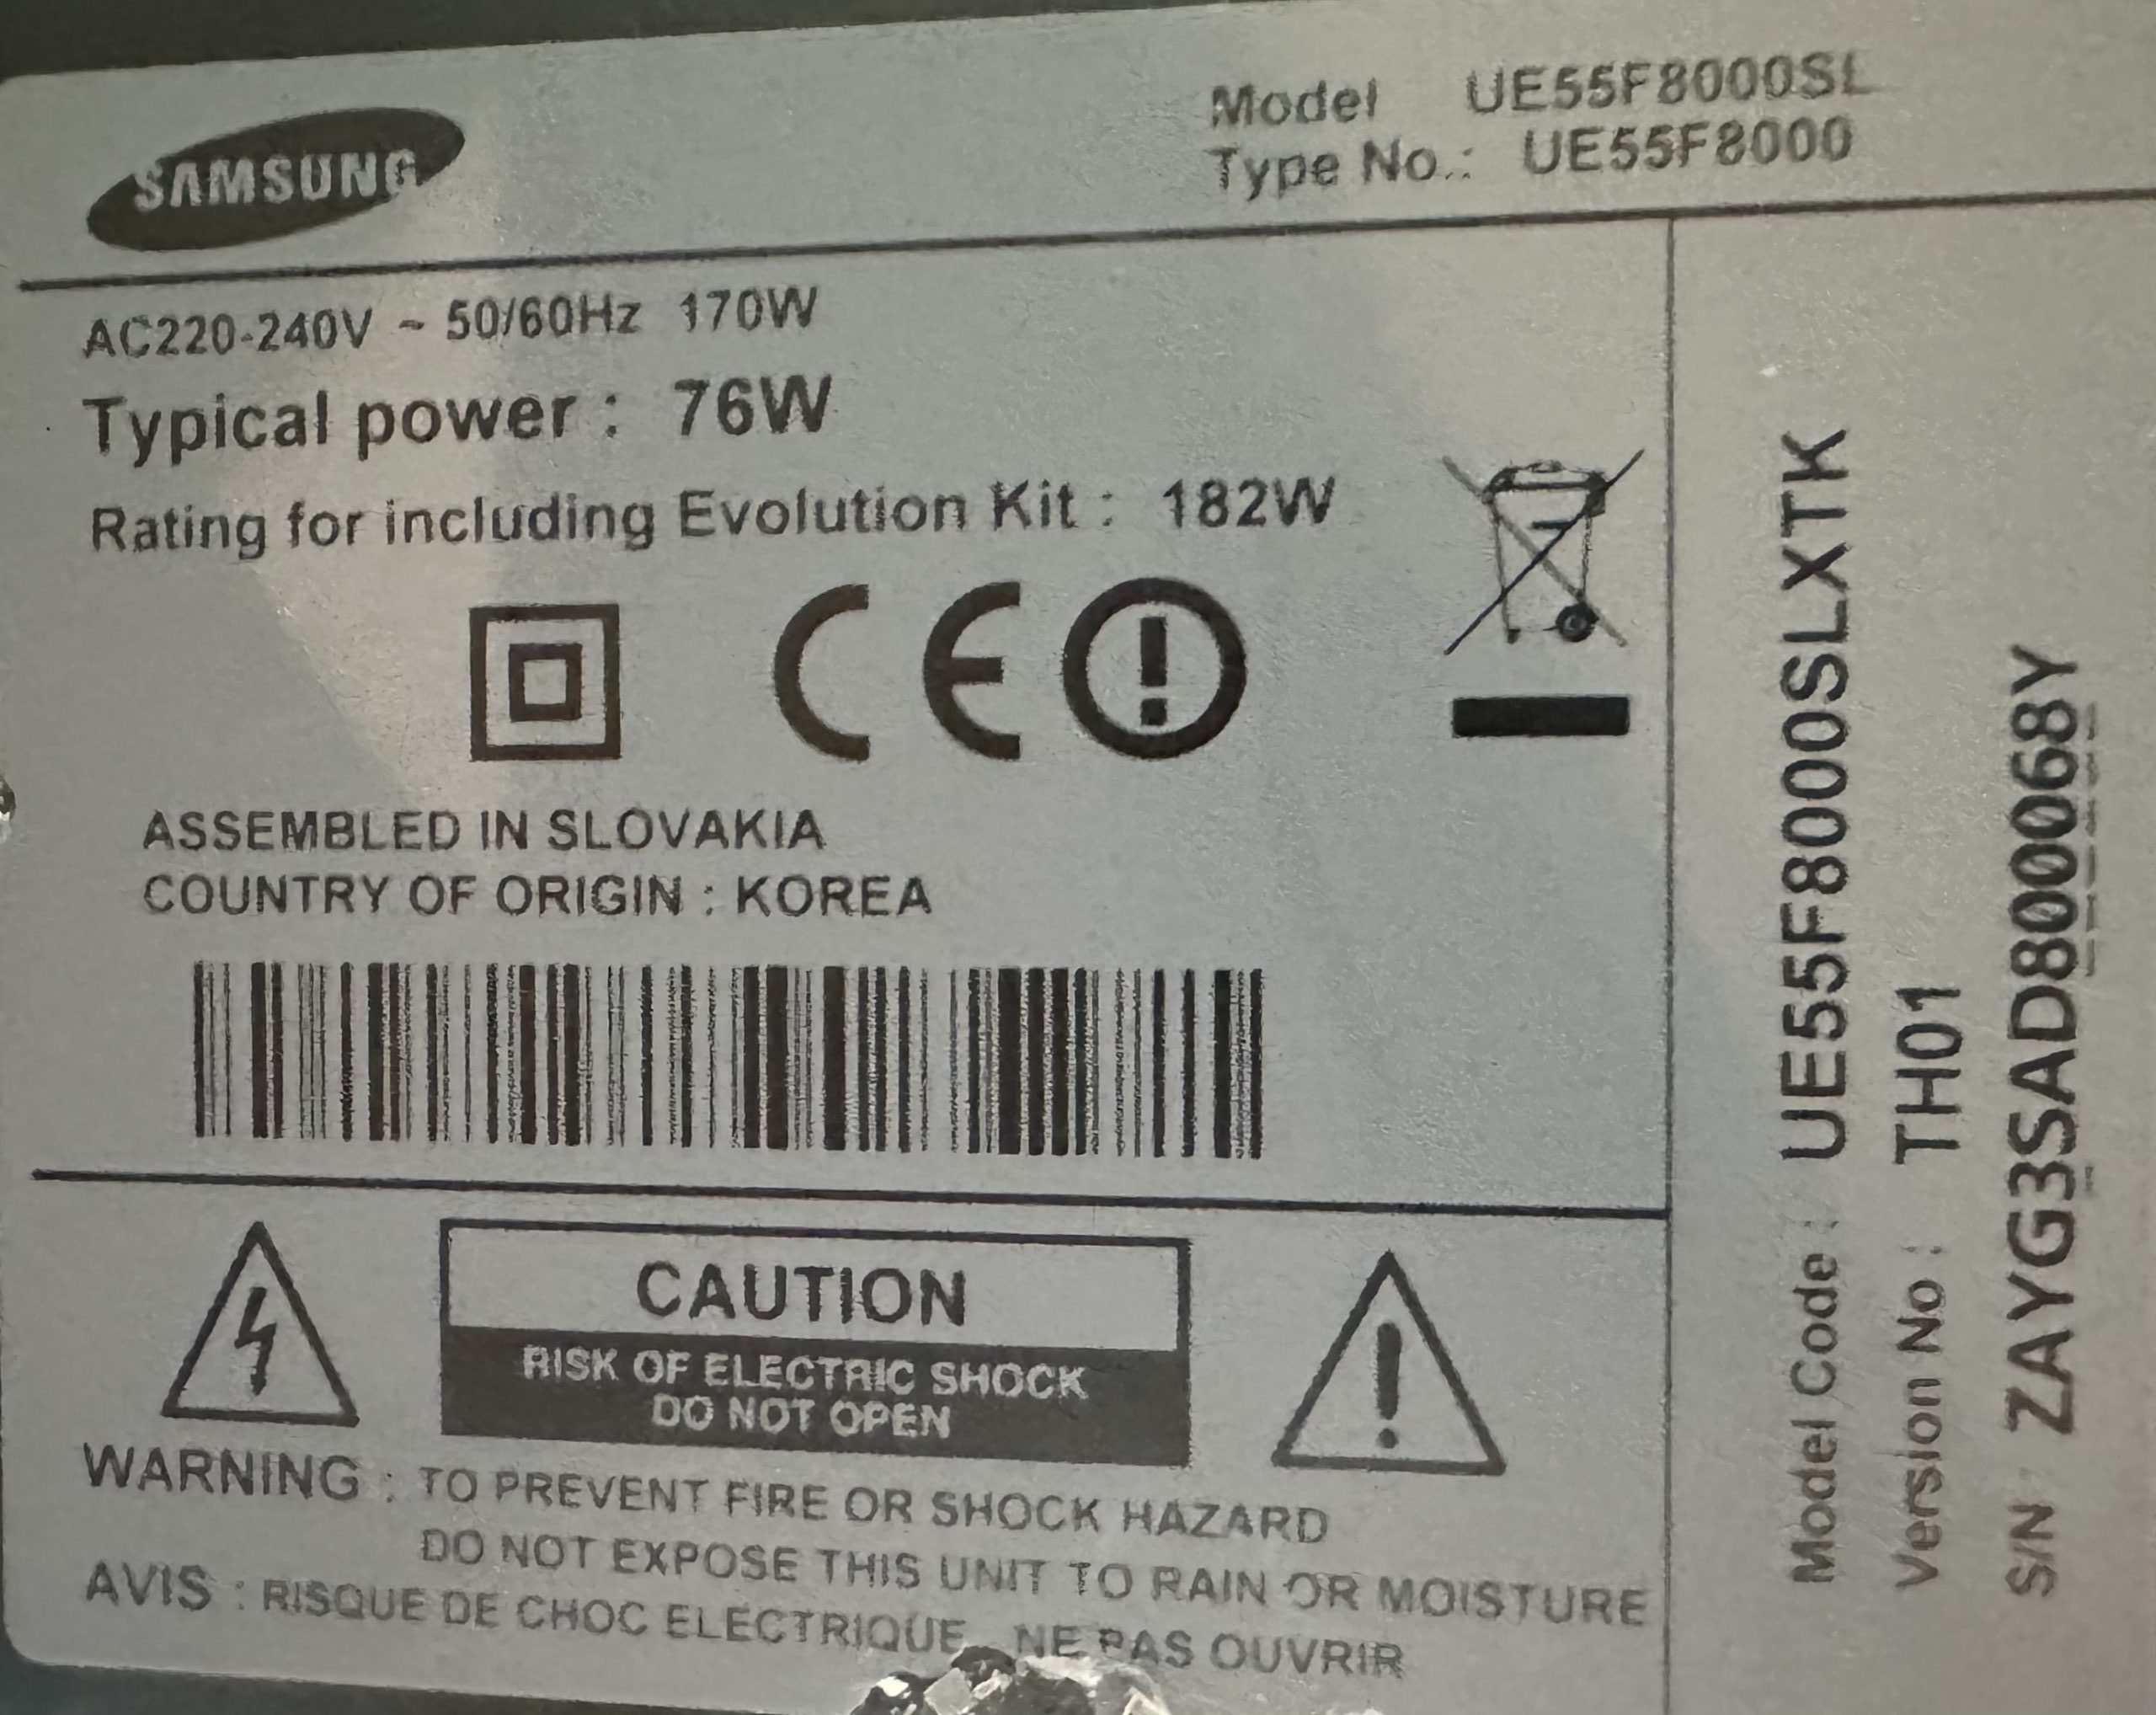 SAMSUNG
Model UE55F8000SL
Type No.: UE55F8000
AC220-240V ~ 50/60Hz 170W
Typical power : 76W
Rating for including Evolution Kit : 182W
CE
ASSEMBLED IN SLOVAKIA
COUNTRY OF ORIGIN : KOREA
CAUTION
RISK OF ELECTRIC SHOCK
DO NOT OPEN
WARNING : TO PREVENT FIRE OR SHOCK HAZARD
DO NOT EXPOSE THIS UNIT TO RAIN OR MOISTURE
AVIS : RISQUE DE CHOC ELECTRIQUE NE PAS OUVRIR
Model Code : UE55F8000SLXTK
Version No : TH01
S/N ZAYG3SAD800068Y